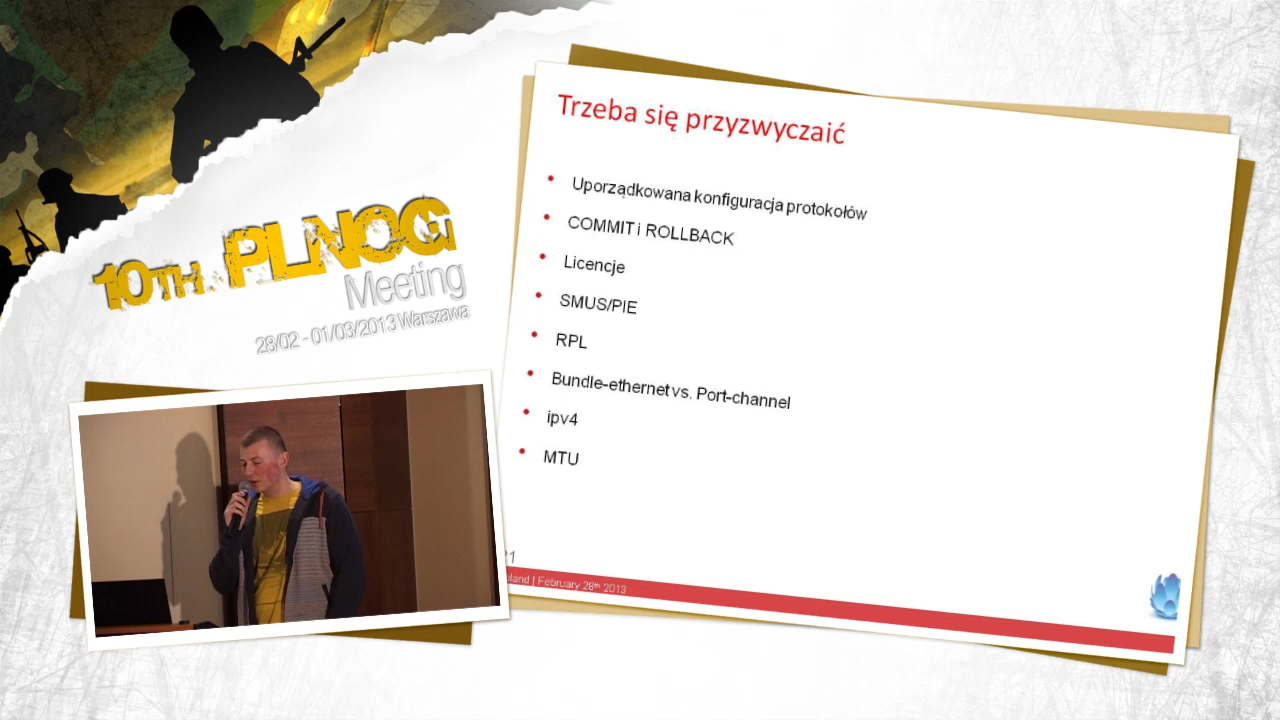 10TH PLNOG
Meeting
28/02 - 01/03/2013 Warszawa
Trzeba się przyzwyczaić
Uporządkowana konfiguracja protokołów
COMMIT i ROLLBACK
Licencje
SMUS/PIE
RPL
Bundle-ethernet vs. Port-channel
ipv4
MTU
| February 28th 2013